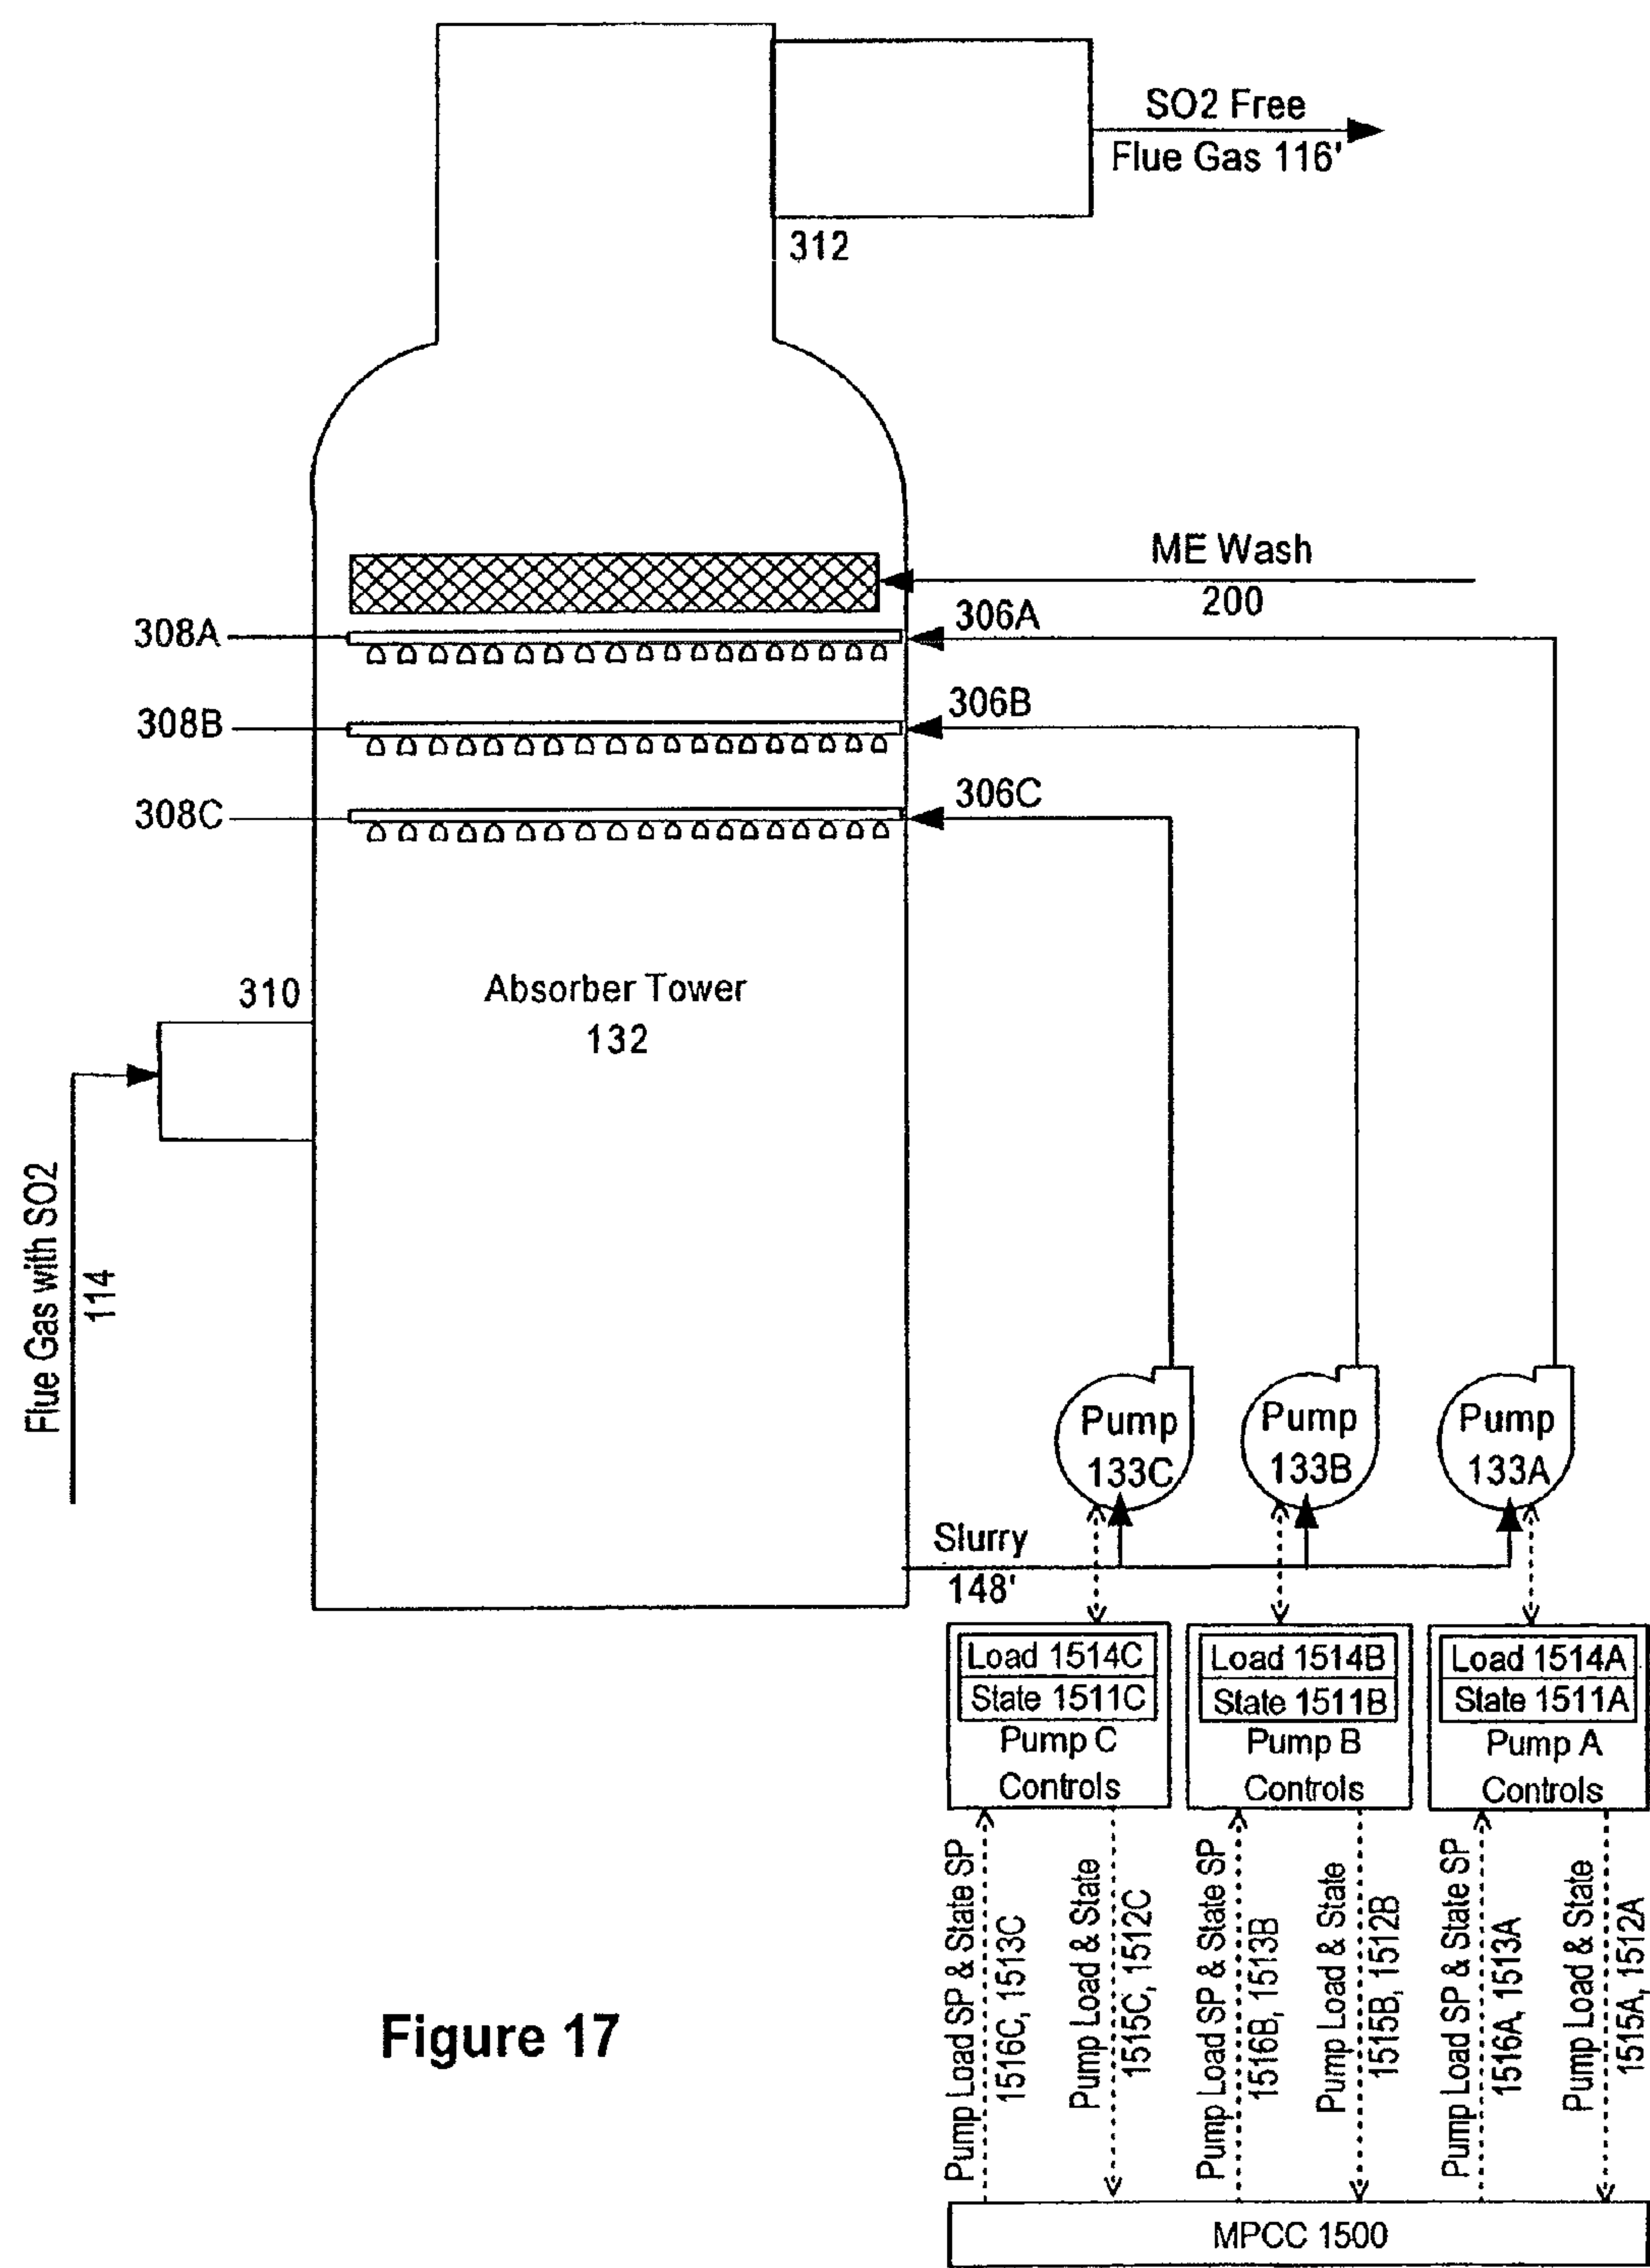 SO2 Free
Flue Gas 116'
312
ME Wash
200
308A
306A
308B
306B
308C
306C
310
Absorber Tower
132
Flue Gas with SO2
114
Pump
133C
Pump
133B
Pump
133A
Slurry
148'
Load 1514C
State 1511C
Pump C
Controls
Load 1514B
State 1511B
Pump B
Controls
Load 1514A
State 1511A
Pump A
Controls
Pump Load SP & State SP
1516C, 1513C
Pump Load & State
1515C, 1512C
Pump Load SP & State SP
1516B, 1513B
Pump Load & State
1515B, 1512B
Pump Load SP & State SP
1516A, 1513A
Pump Load & State
1515A, 1512A
Figure 17
MPCC 1500